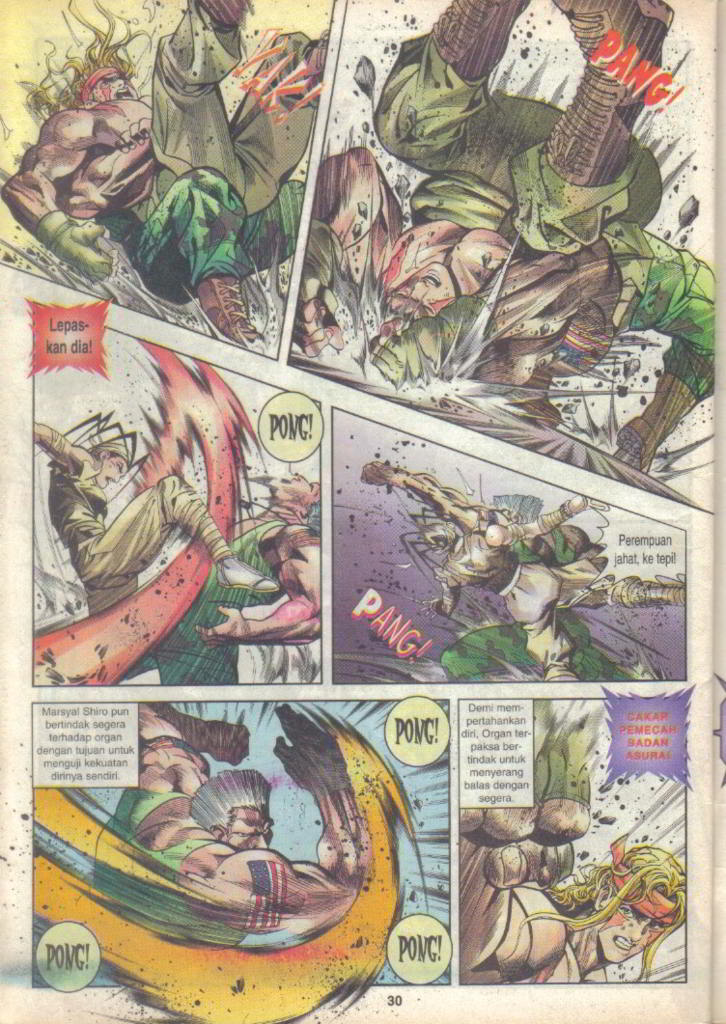 YAK!
PANG!
Lepas-
kan dia!
PONG!
Perempuan
jahat, ke tepi!
PANG!
Marsyal Shiro pun
bertindak segera
terhadap organ
dengan tujuan untuk
menguji kekuatan
dirinya sendiri.
PONG!
PONG!
PONG!
Demi mem-
pertahankan
diri, Organ ter-
paksa ber-
tindak untuk
menyerang
balas dengan
segera.
CAKAR
PEMECAH
BADAN
ASURA!
30